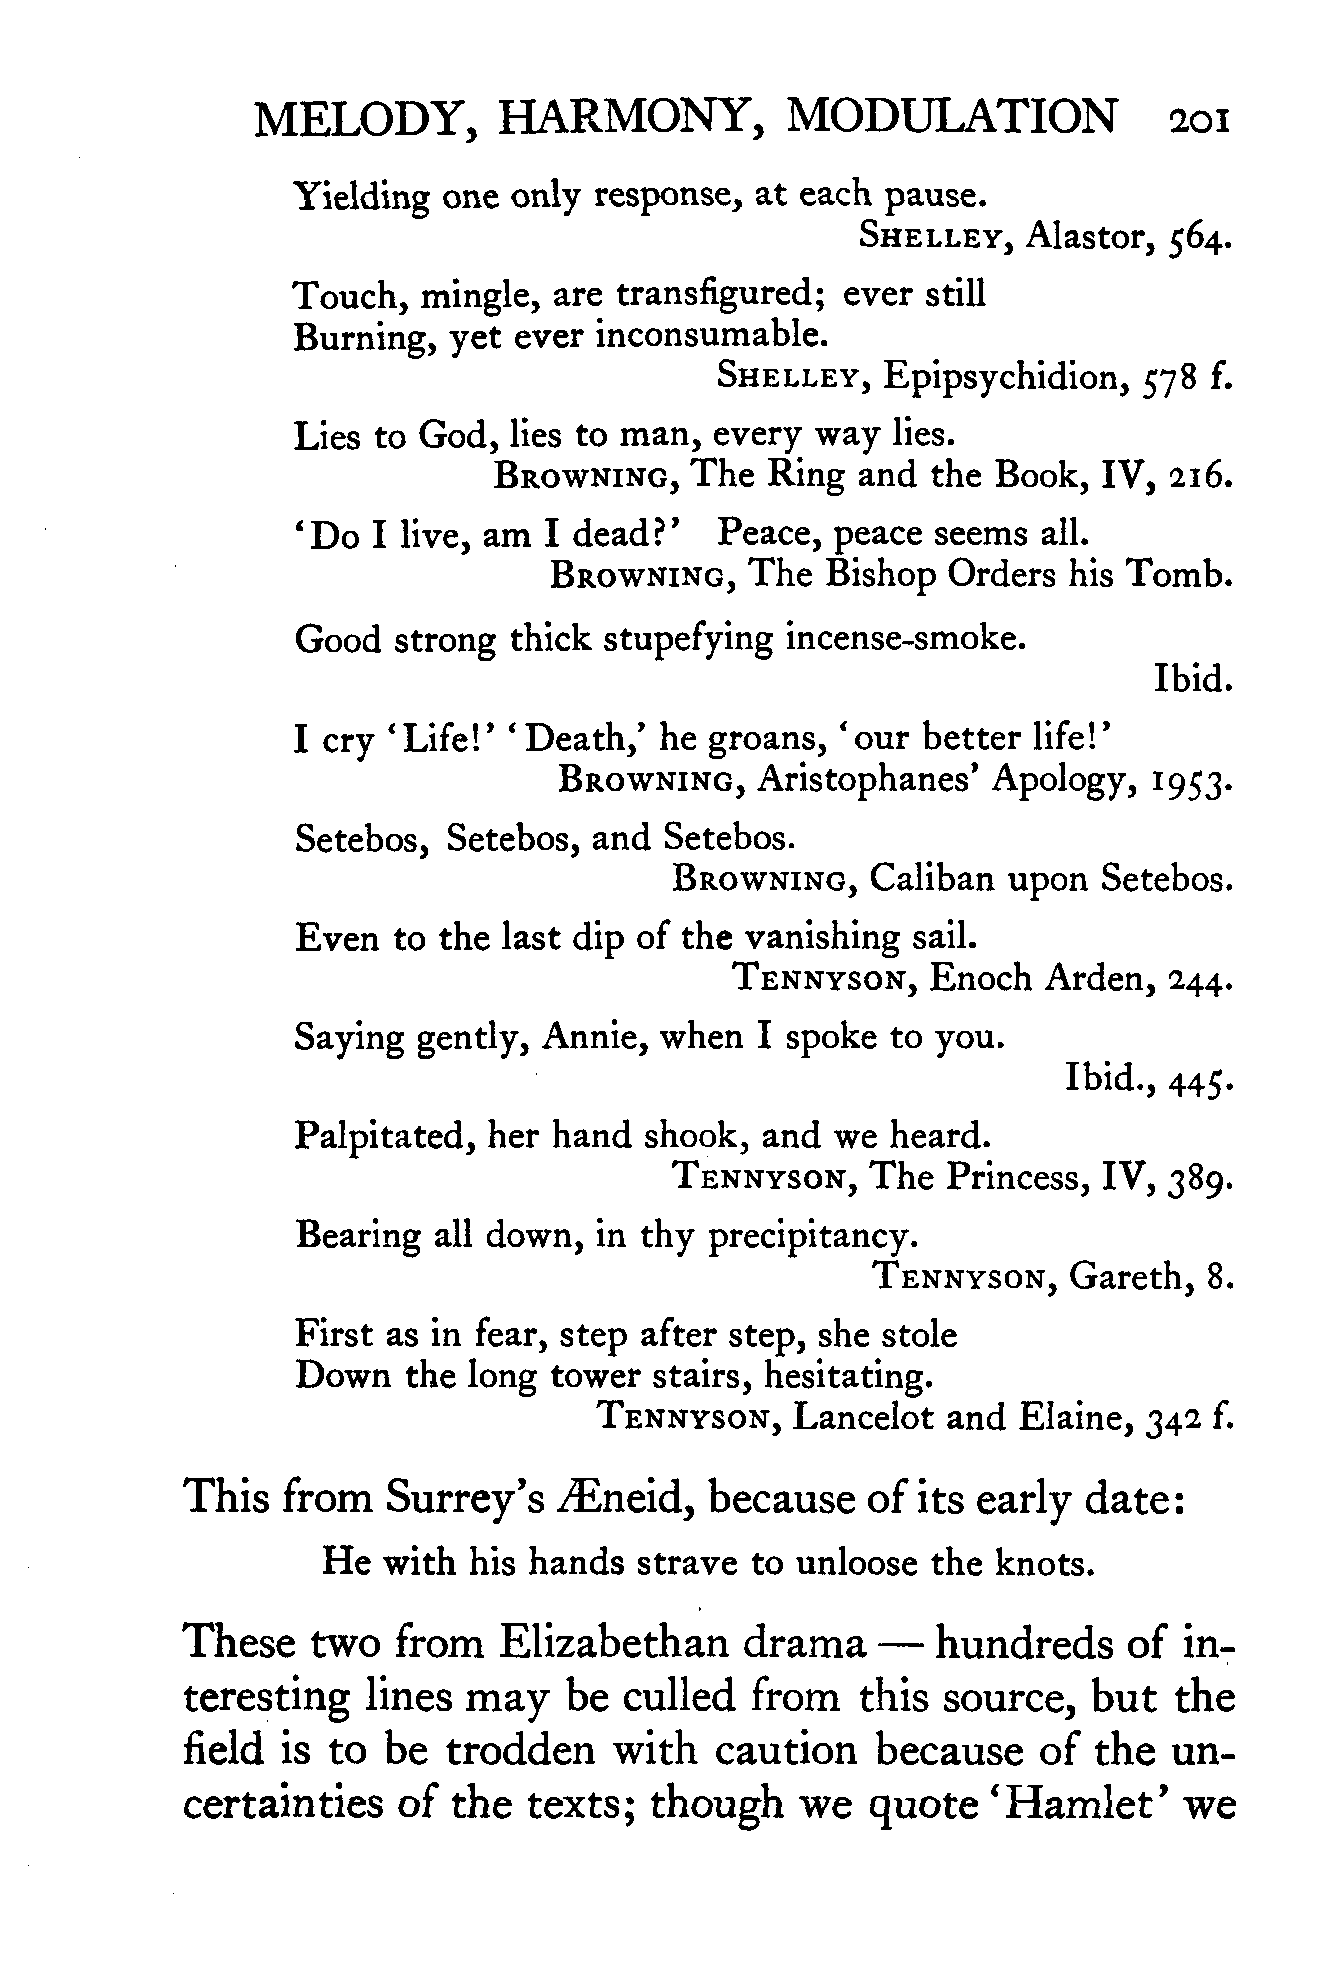 MELODY, HARMONY, MODULATION 201
Yielding one only response, at each pause.
SHELLEY, Alastor, 564.
Touch, mingle, are transfigured; ever still
Burning, yet ever inconsumable.
SHELLEY, Epipsychidion, 578 f.
Lies to God, lies to man, every way lies.
BROWNING, The Ring and the Book, IV, 216.
'Do I live, am I dead?' Peace, peace seems all.
BROWNING, The Bishop Orders his Tomb.
Good strong thick stupefying incense-smoke.
Ibid.
I cry 'Life!' 'Death,' he groans, 'our better life!'
BROWNING, Aristophanes' Apology, 1953.
Setebos, Setebos, and Setebos.
BROWNING, Caliban upon Setebos.
Even to the last dip of the vanishing sail.
TENNYSON, Enoch Arden, 244.
Saying gently, Annie, when I spoke to you.
Ibid., 445.
Palpitated, her hand shook, and we heard.
TENNYSON, The Princess, IV, 389.
Bearing all down, in thy precipitancy.
TENNYSON, Gareth, 8.
First as in fear, step after step, she stole
Down the long tower stairs, hesitating.
TENNYSON, Lancelot and Elaine, 342 f.
This from Surrey's Æneid, because of its early date:
He with his hands strave to unloose the knots.
These two from Elizabethan drama — hundreds of in-
teresting lines may be culled from this source, but the
field is to be trodden with caution because of the un-
certainties of the texts; though we quote 'Hamlet' we